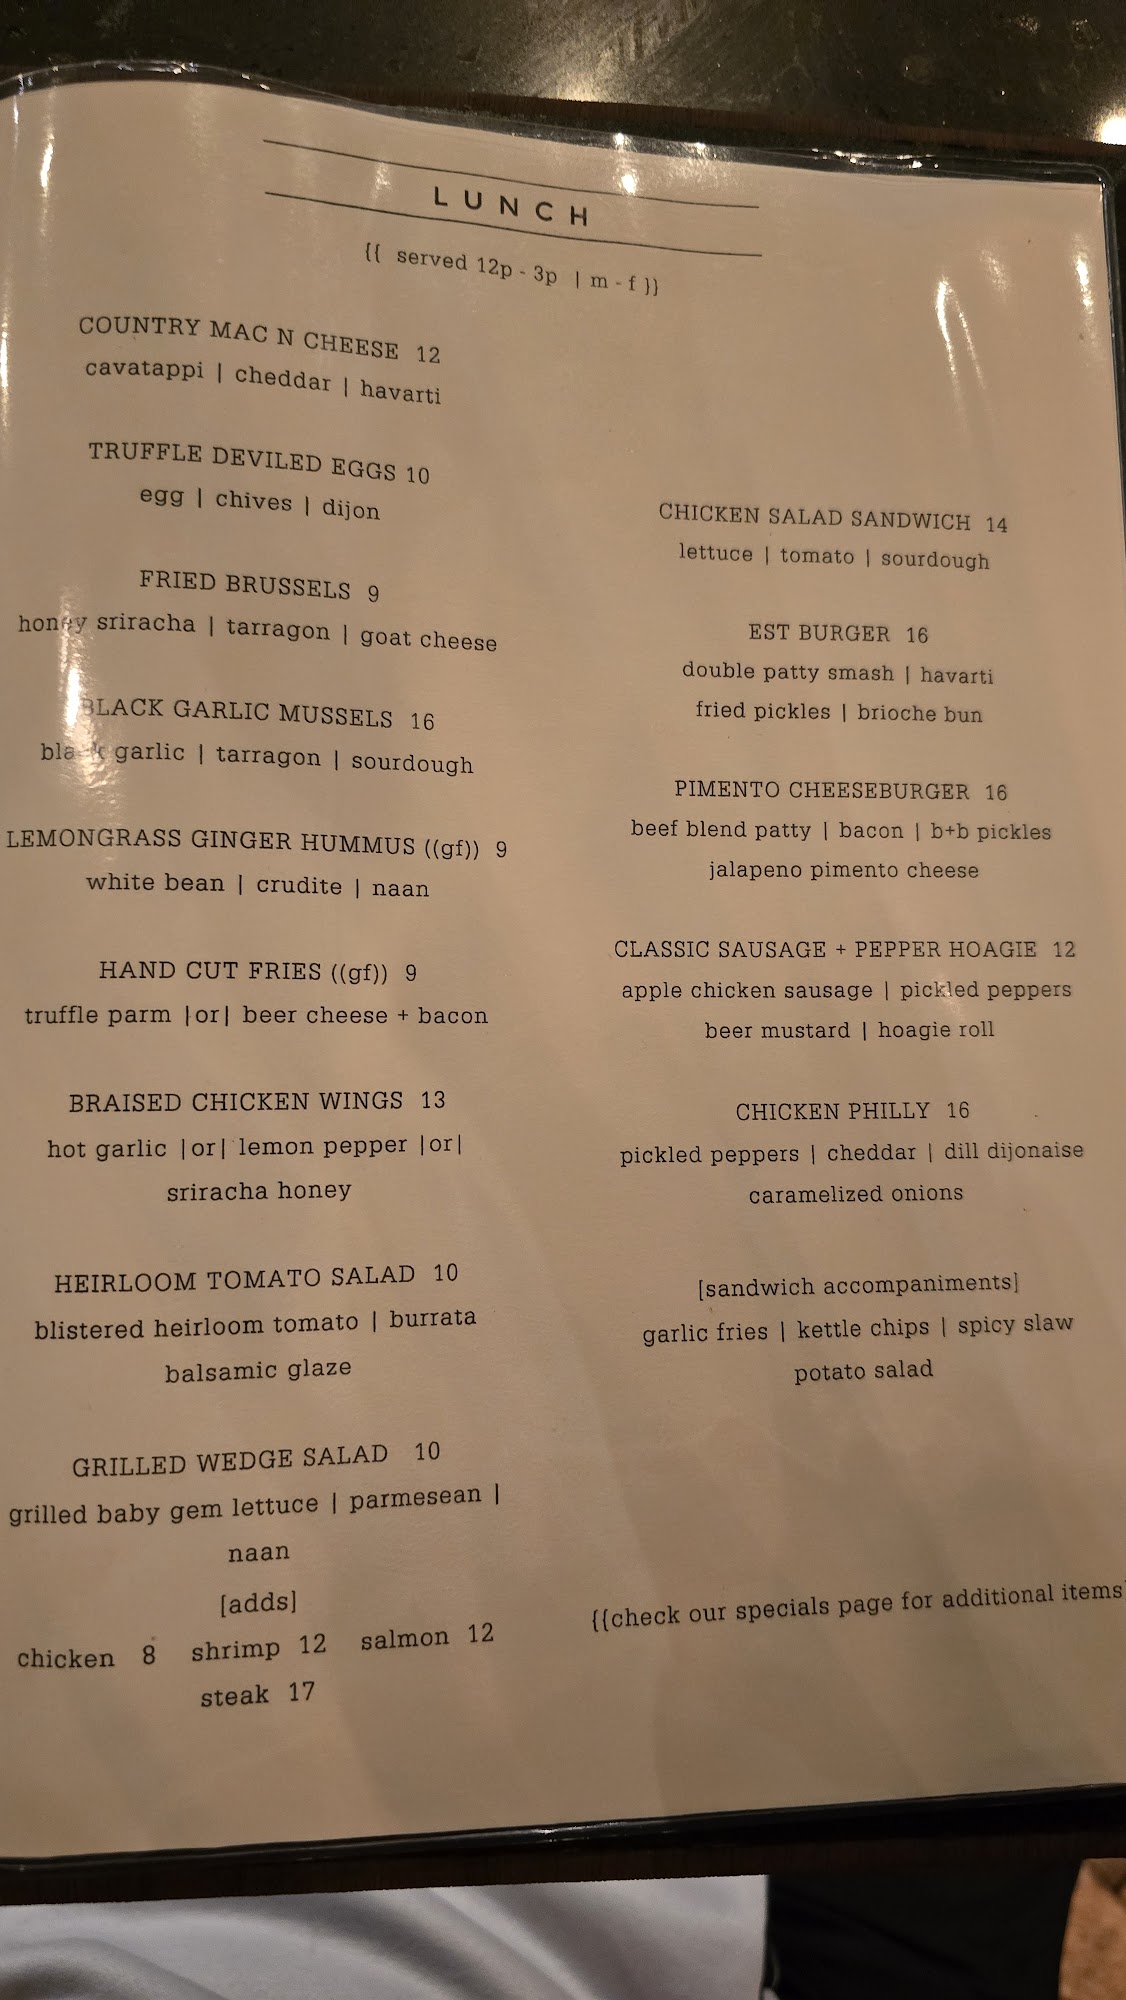 LUNCH
{{ served 12p - 3p | m - f }}
COUNTRY MAC N CHEESE 12
cavatappi | cheddar | havarti
TRUFFLE DEVILED EGGS 10
egg | chives | dijon
FRIED BRUSSELS 9
honey sriracha | tarragon | goat cheese
BLACK GARLIC MUSSELS 16
black garlic | tarragon | sourdough
LEMONGRASS GINGER HUMMUS ((gf)) 9
white bean | crudite | naan
HAND CUT FRIES ((gf)) 9
truffle parm |or| beer cheese + bacon
BRAISED CHICKEN WINGS 13
hot garlic |or| lemon pepper |or|
sriracha honey
HEIRLOOM TOMATO SALAD 10
blistered heirloom tomato | burrata
balsamic glaze
GRILLED WEDGE SALAD 10
grilled baby gem lettuce | parmesean |
naan
[adds]
chicken 8 shrimp 12 salmon 12
steak 17
CHICKEN SALAD SANDWICH 14
lettuce | tomato | sourdough
EST BURGER 16
double patty smash | havarti
fried pickles | brioche bun
PIMENTO CHEESEBURGER 16
beef blend patty | bacon | b+b pickles
jalapeno pimento cheese
CLASSIC SAUSAGE + PEPPER HOAGIE 12
apple chicken sausage | pickled peppers
beer mustard | hoagie roll
CHICKEN PHILLY 16
pickled peppers | cheddar | dill dijonaise
caramelized onions
[sandwich accompaniments]
garlic fries | kettle chips | spicy slaw
potato salad
{{check our specials page for additional items}